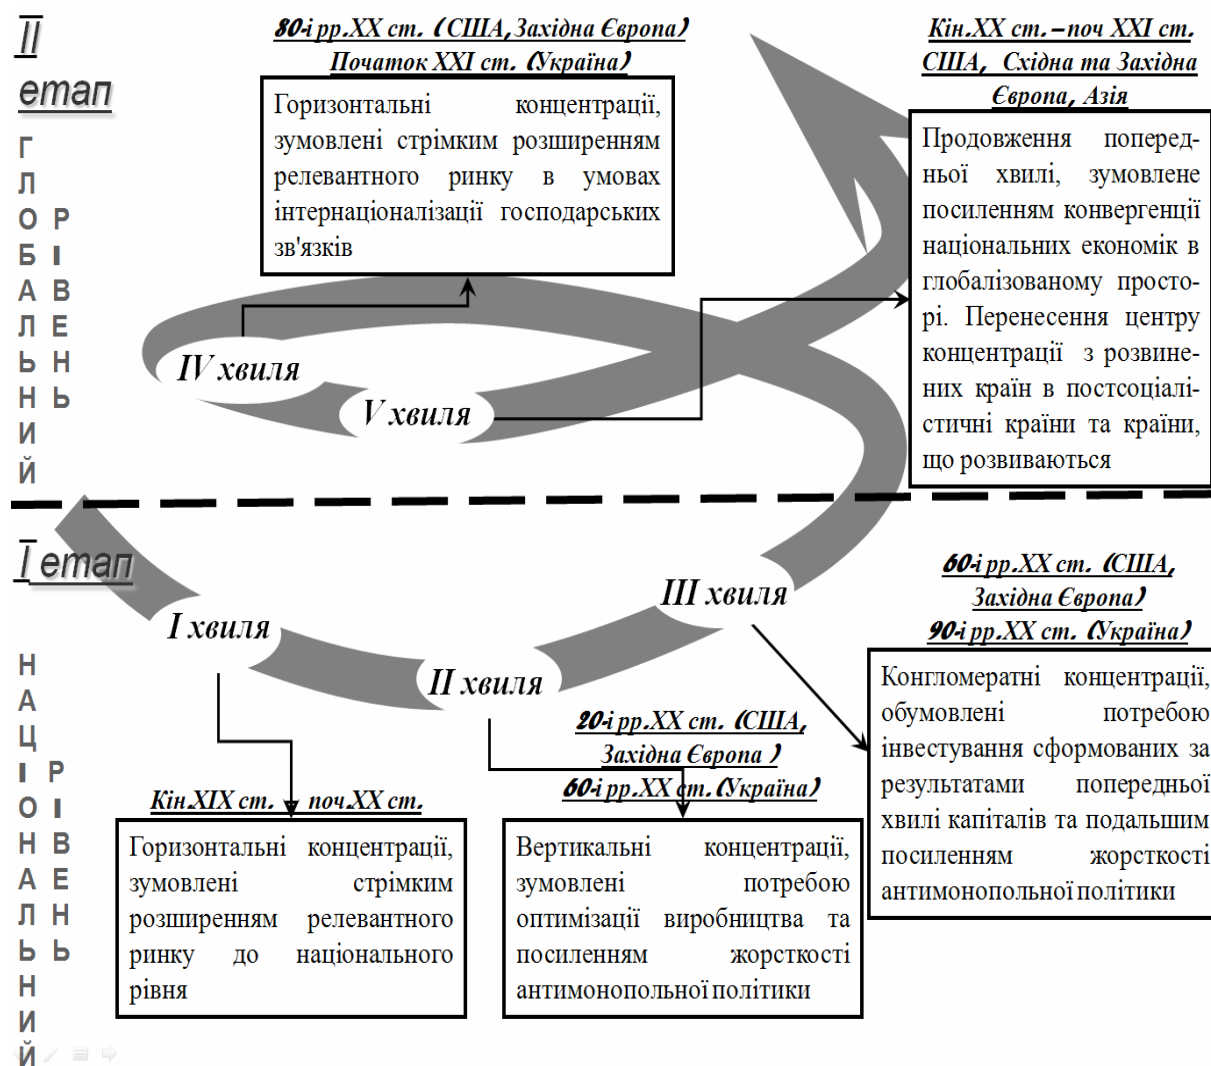 II
етап
ГЛОБАЛЬНИЙ
РІВЕНЬ
80-і рр.ХХ ст. (США, Західна Європа)
Початок ХХІ ст. (Україна)
Горизонтальні концентрації,
зумовлені стрімким розширенням
релевантного ринку в умовах
інтернаціоналізації господарських
зв'язків
Кін.ХХ ст. – поч ХХІ ст.
США, Східна та Західна
Європа, Азія
Продовження поперед-
ньої хвилі, зумовлене
посиленням конвергенції
національних економік в
глобалізованому просто-
рі. Перенесення центру
концентрації з розвине-
них країн в постсоціалі-
стичні країни та країни,
що розвиваються
IV хвиля
V хвиля
I етап
НАЦІОНАЛЬНИЙ
РІВЕНЬ
I хвиля
II хвиля
III хвиля
Кін.ХІХ ст. – поч.ХХ ст.
Горизонтальні концентрації,
зумовлені стрімким
розширенням релевантного
ринку до національного
рівня
20-і рр.ХХ ст. (США,
Західна Європа )
60-і рр.ХХ ст. (Україна)
Вертикальні концентрації,
зумовлені потребою
оптимізації виробництва та
посиленням жорсткості
антимонопольної політики
60-і рр.ХХ ст. (США,
Західна Європа)
90-і рр.ХХ ст. (Україна)
Конгломератні концентрації,
обумовлені потребою
інвестування сформованих за
результатами попередньої
хвилі капіталів та подальшим
посиленням жорсткості
антимонопольної політики